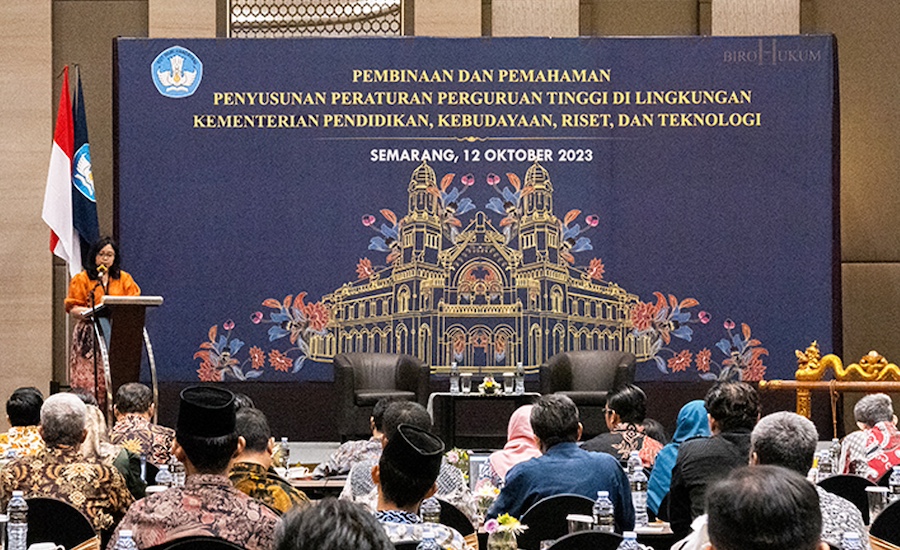 BIRO HUKUM
PEMBINAAN DAN PEMAHAMAN
PENYUSUNAN PERATURAN PERGURUAN TINGGI DI LINGKUNGAN
KEMENTERIAN PENDIDIKAN, KEBUDAYAAN, RISET, DAN TEKNOLOGI
SEMARANG, 12 OKTOBER 2023